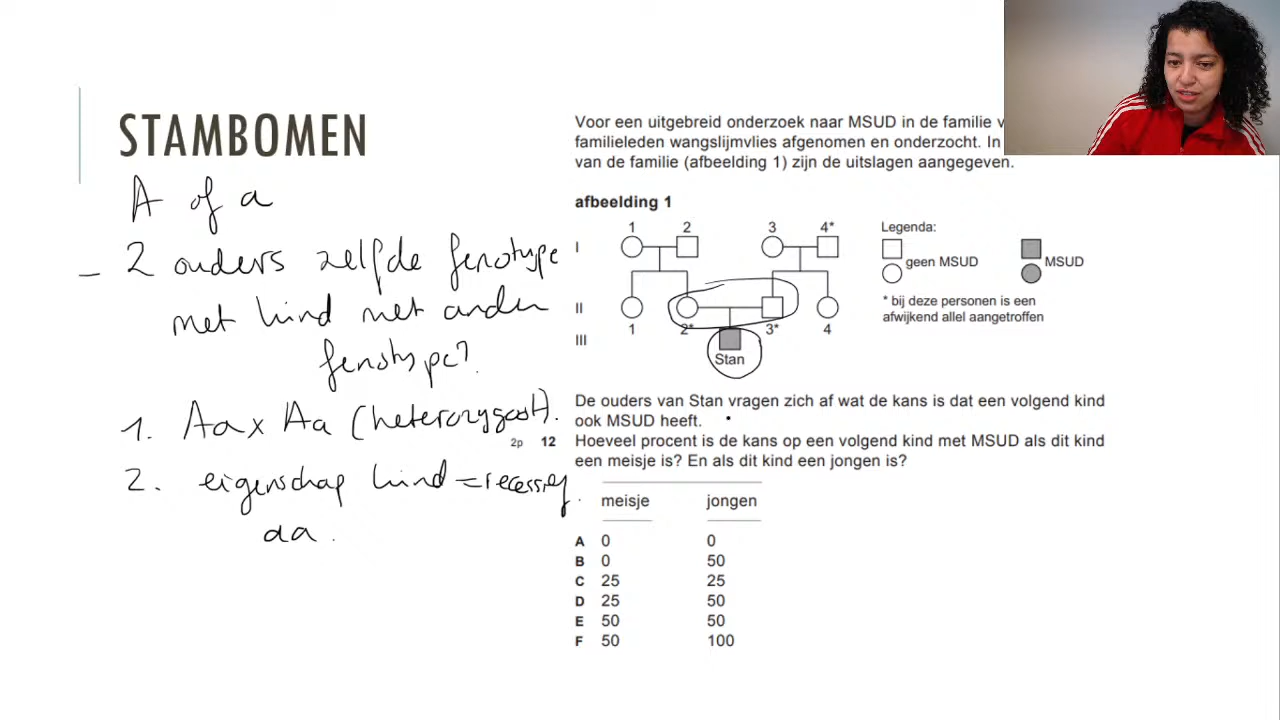 STAMBOMEN
A of a
– 2 ouders zelfde fenotype
met kind met ander
fenotype?
1. Aa x Aa (heterozygoot).
2. eigenschap kind = recessief.
aa.
Voor een uitgebreid onderzoek naar MSUD in de familie
familieleden wangslijmvlies afgenomen en onderzocht. In
van de familie (afbeelding 1) zijn de uitslagen aangegeven.
afbeelding 1
1 2 3 4*
I
II
1 2* 3* 4
III
Stan
Legenda:
geen MSUD
MSUD
* bij deze personen is een
afwijkend allel aangetroffen
De ouders van Stan vragen zich af wat de kans is dat een volgend kind
ook MSUD heeft.
2p 12 Hoeveel procent is de kans op een volgend kind met MSUD als dit kind
een meisje is? En als dit kind een jongen is?
meisje jongen
A 0 0
B 0 50
C 25 25
D 25 50
E 50 50
F 50 100